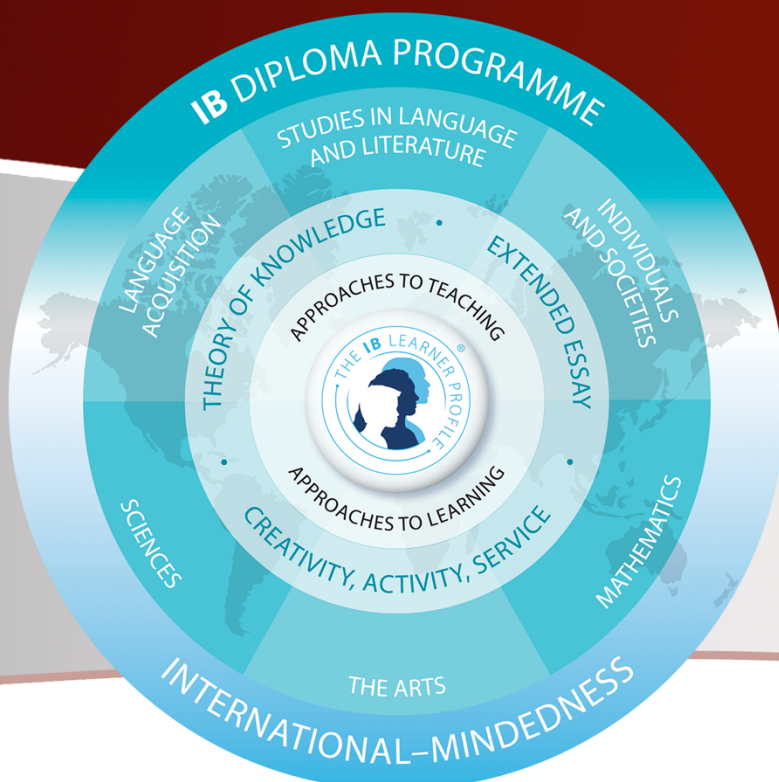 IB DIPLOMA PROGRAMME
STUDIES IN LANGUAGE
AND LITERATURE
LANGUAGE
ACQUISITION
INDIVIDUALS
AND SOCIETIES
THEORY OF KNOWLEDGE
•
EXTENDED ESSAY
APPROACHES TO TEACHING
THE IB LEARNER PROFILE
®
APPROACHES TO LEARNING
•
CREATIVITY, ACTIVITY, SERVICE
•
SCIENCES
MATHEMATICS
THE ARTS
INTERNATIONAL–MINDEDNESS